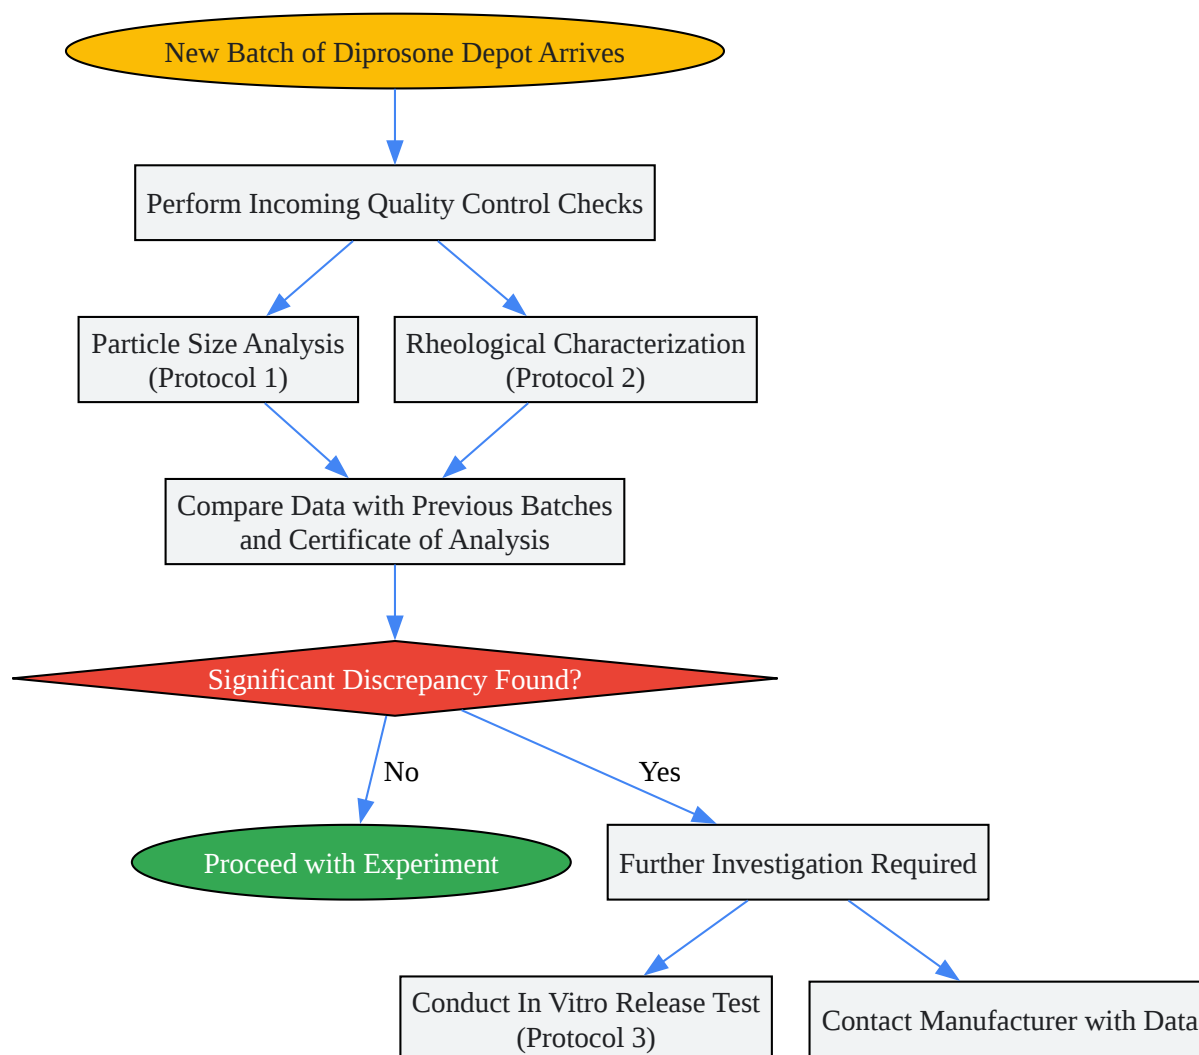 New Batch of Diprosone Depot Arrives
Perform Incoming Quality Control Checks
Particle Size Analysis
(Protocol 1)
Rheological Characterization
(Protocol 2)
Compare Data with Previous Batches
and Certificate of Analysis
Significant Discrepancy Found?
No
Yes
Proceed with Experiment
Further Investigation Required
Conduct In Vitro Release Test
(Protocol 3)
Contact Manufacturer with Data